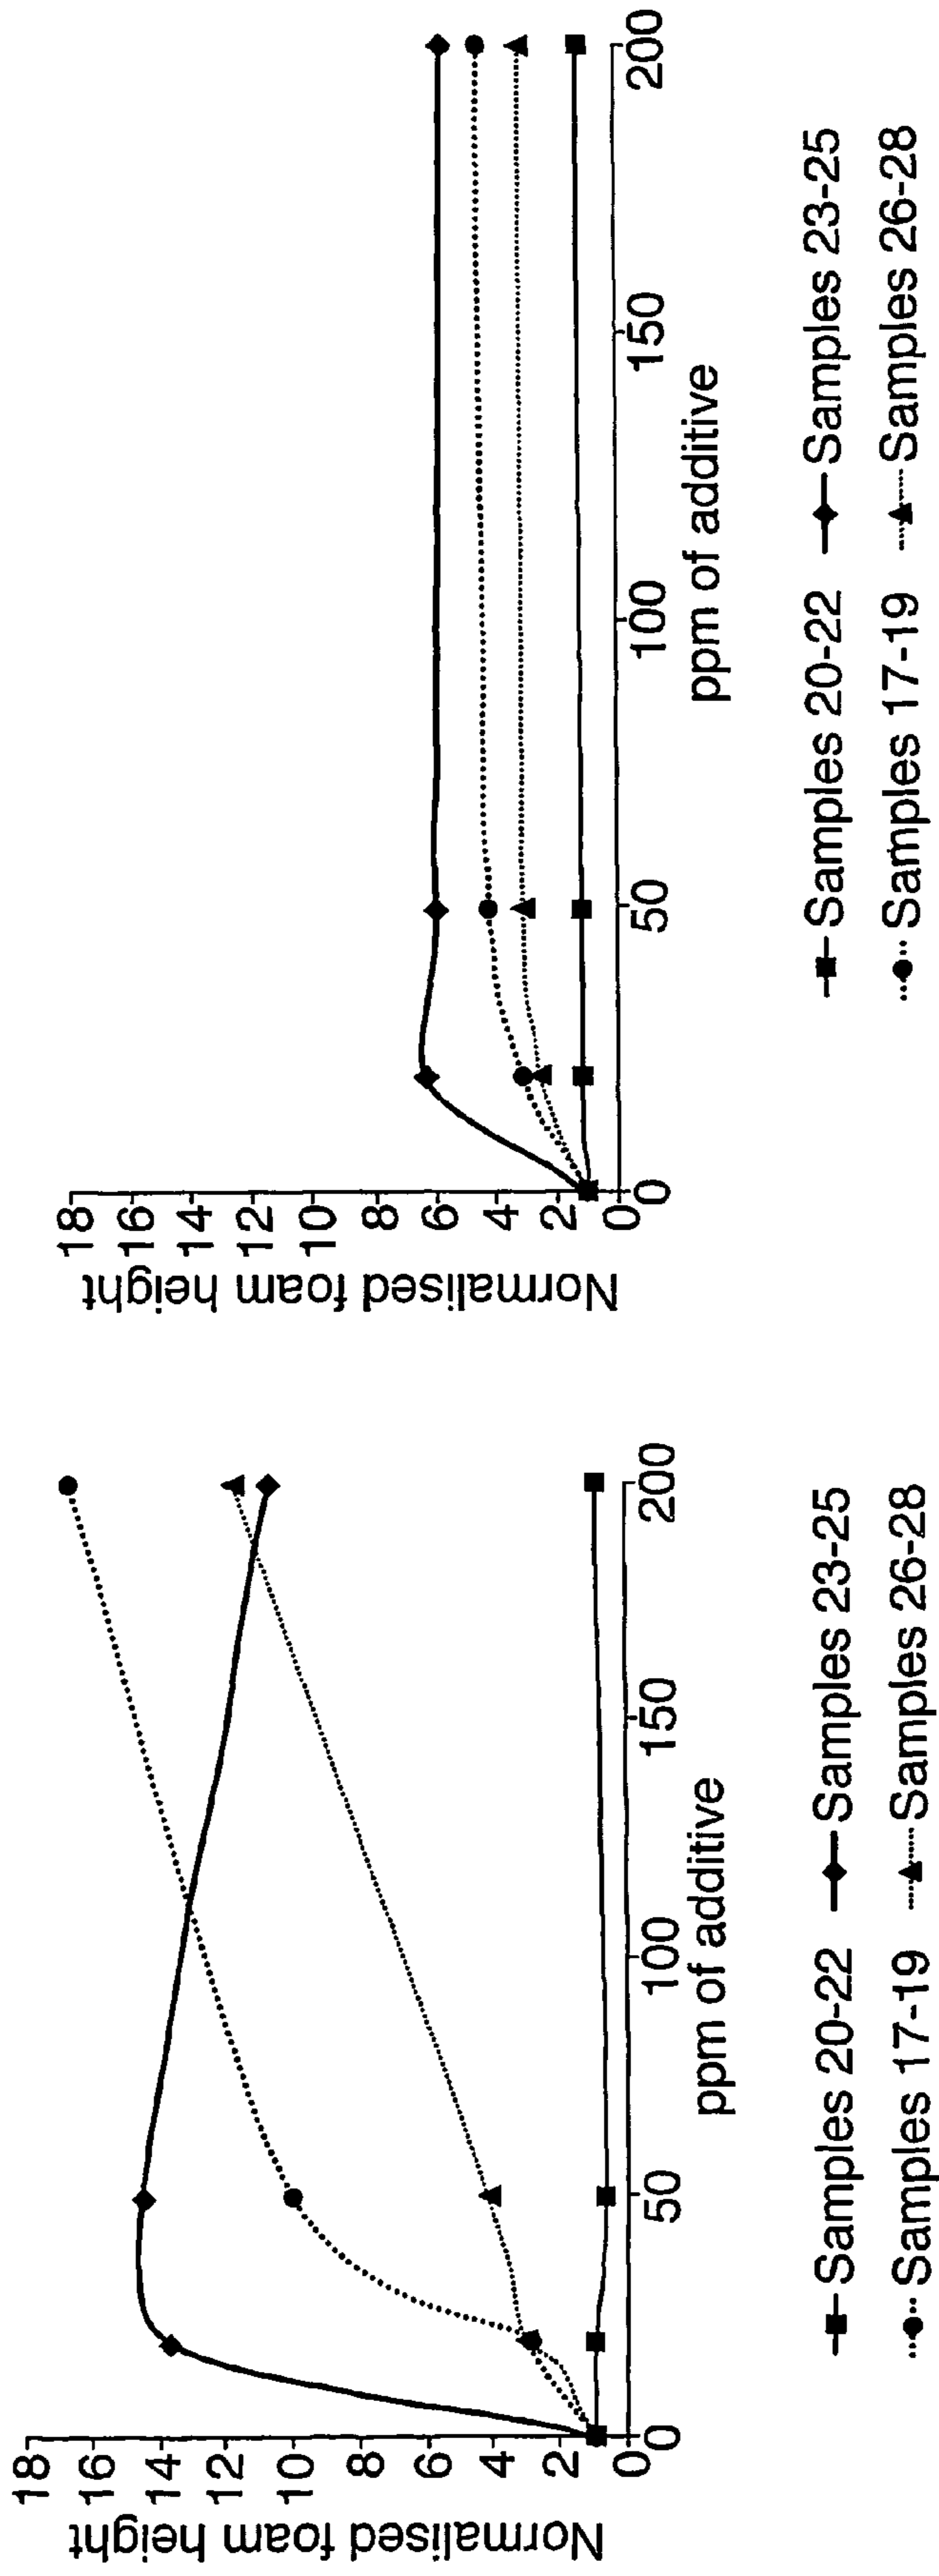 Normalised foam height
18
16
14
12
10
8
6
4
2
0
0 50 100 150 200
ppm of additive
Samples 20-22 Samples 23-25
Samples 17-19 Samples 26-28
Normalised foam height
18
16
14
12
10
8
6
4
2
0
0 50 100 150 200
ppm of additive
Samples 20-22 Samples 23-25
Samples 17-19 Samples 26-28